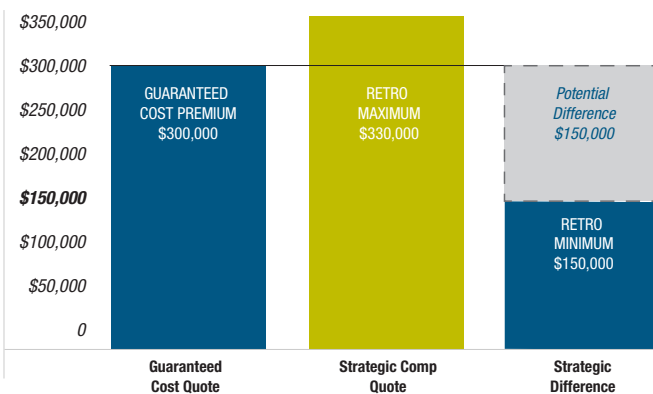 $350,000
$300,000
$250,000
$200,000
$150,000
$100,000
$50,000
0
GUARANTEED
COST PREMIUM
$300,000
RETRO
MAXIMUM
$330,000
Potential
Difference
$150,000
RETRO
MINIMUM
$150,000
Guaranteed
Cost Quote
Strategic Comp
Quote
Strategic
Difference